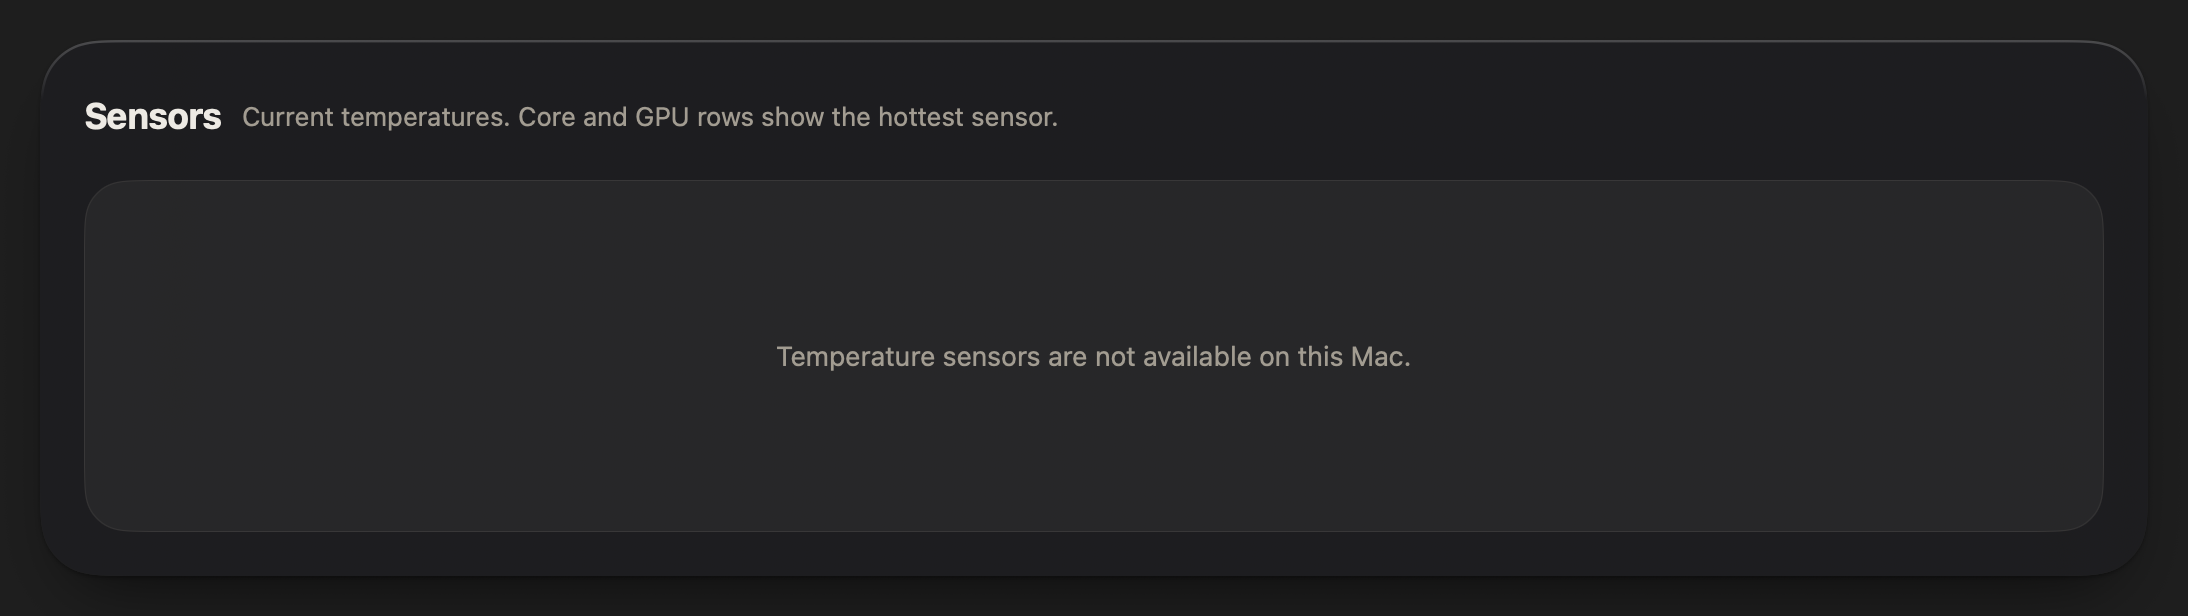 Sensors Current temperatures. Core and GPU rows show the hottest sensor.
Temperature sensors are not available on this Mac.